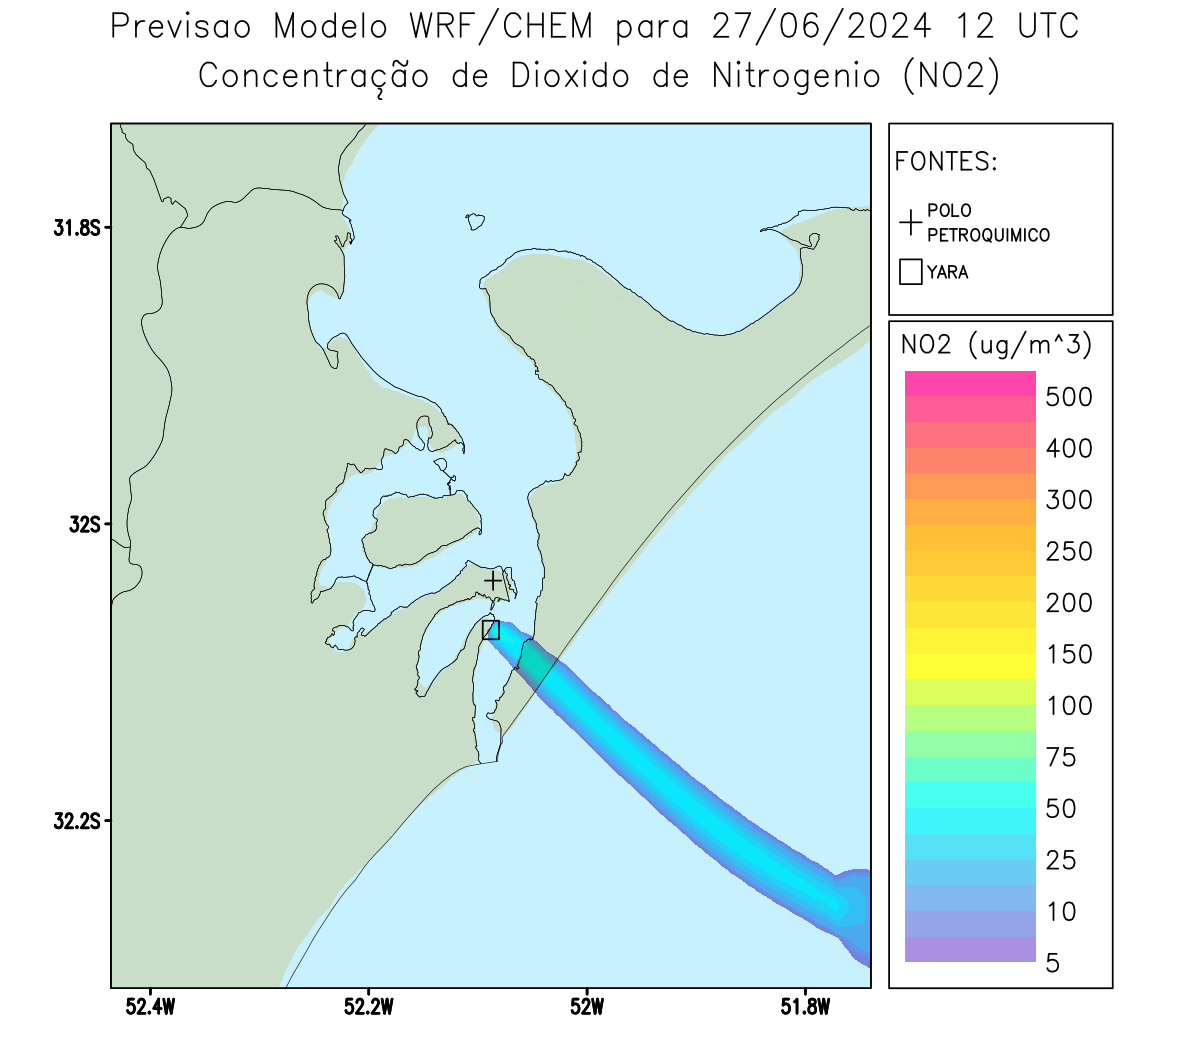 Previsao Modelo WRF/CHEM para 27/06/2024 12 UTC
Concentração de Dioxido de Nitrogenio (NO2)
FONTES:
POLO
PETROQUIMICO
YARA
31.8S
32S
32.2S
52.4W
52.2W
52W
51.8W
NO2 (ug/m^3)
500
400
300
250
200
150
100
75
50
25
10
5